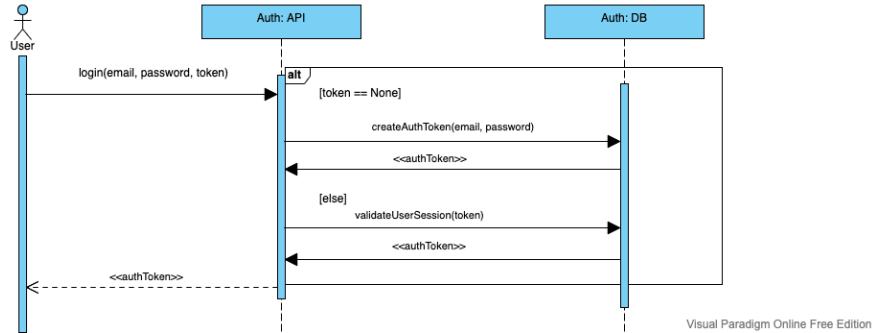 Auth: API
Auth: DB
User
login(email, password, token)
alt
[token == None]
createAuthToken(email, password)
<<authToken>>
[else]
validateUserSession(token)
<<authToken>>
<<authToken>>
Visual Paradigm Online Free Edition